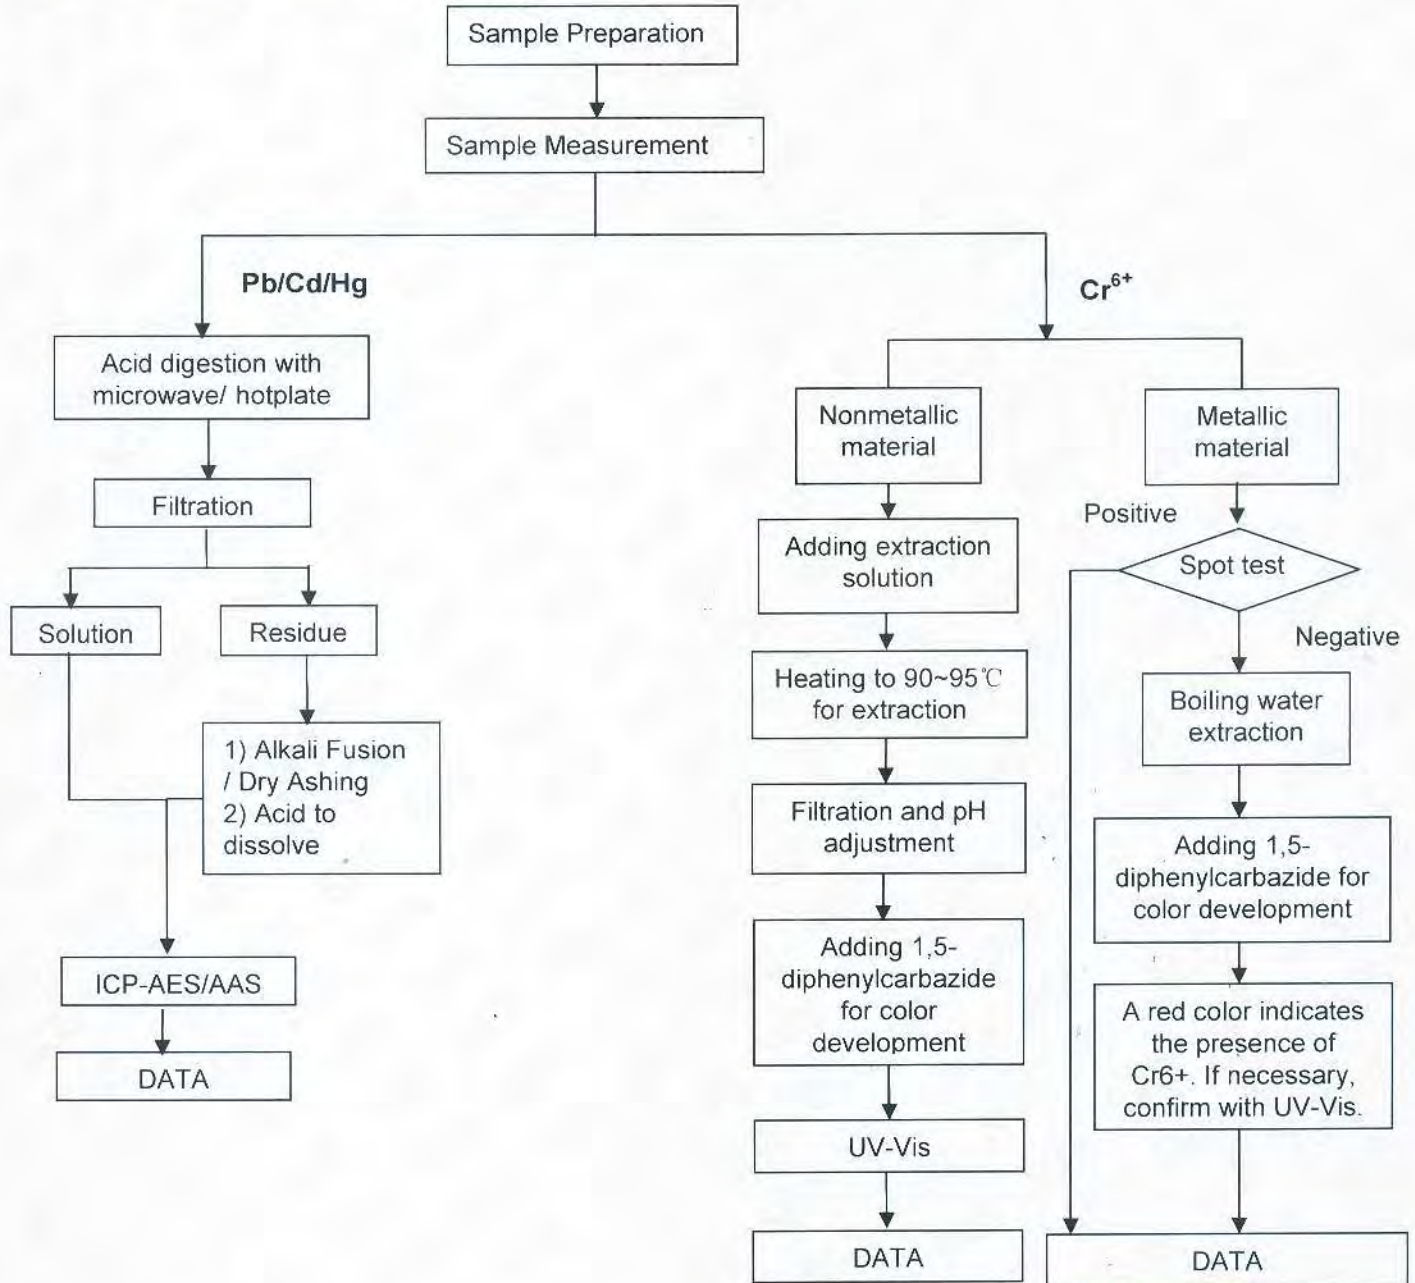 Sample Preparation
Sample Measurement
Pb/Cd/Hg
Acid digestion with
microwave/ hotplate
Filtration
Solution
Residue
1) Alkali Fusion
/ Dry Ashing
2) Acid to
dissolve
ICP-AES/AAS
DATA
Cr⁶⁺
Nonmetallic
material
Adding extraction
solution
Heating to 90~95℃
for extraction
Filtration and pH
adjustment
Adding 1,5-
diphenylcarbazide
for color
development
UV-Vis
DATA
Metallic
material
Positive
Spot test
Negative
Boiling water
extraction
Adding 1,5-
diphenylcarbazide for
color development
A red color indicates
the presence of
Cr6+. If necessary,
confirm with UV-Vis.
DATA